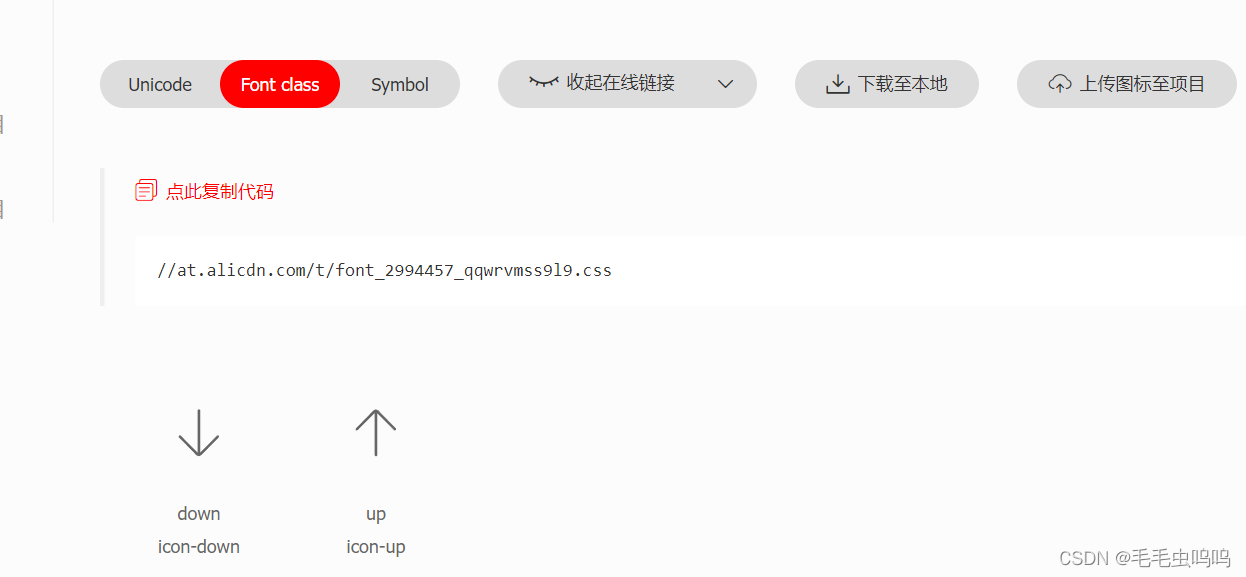 Unicode Font class Symbol 收起在线链接 下载至本地 上传图标至项目
点此复制代码
//at.alicdn.com/t/font_2994457_qqwrvmss9l9.css
down up
icon-down icon-up
CSDN @毛毛虫呜呜